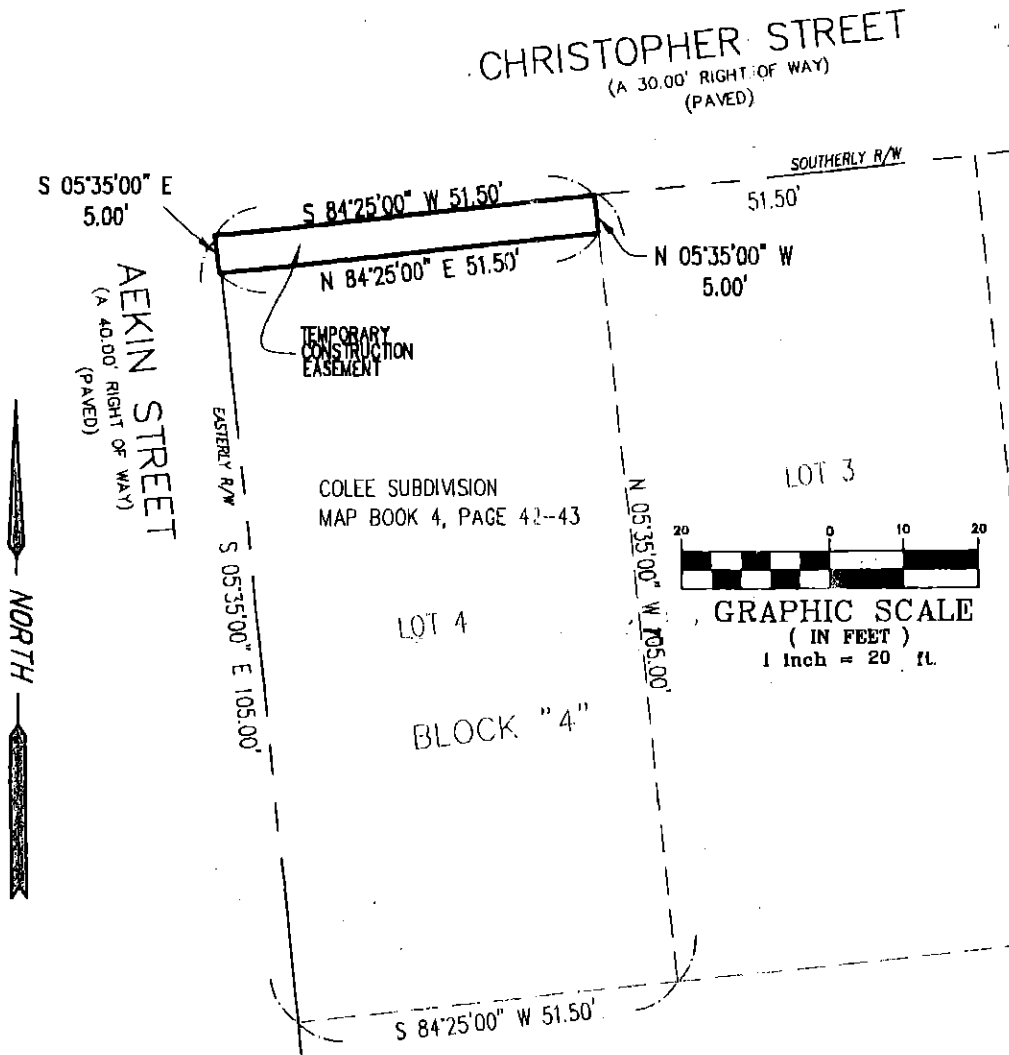 CHRISTOPHER STREET
(A 30.00' RIGHT OF WAY)
(PAVED)
SOUTHERLY R/W
51.50'
S 05°35'00" E
5.00'
S 84°25'00" W 51.50'
N 84°25'00" E 51.50'
N 05°35'00" W
5.00'
AEKIN STREET
(A 40.00' RIGHT OF WAY)
(PAVED)
TEMPORARY
CONSTRUCTION
EASEMENT
EASTERLY R/W
S 05°35'00" E 105.00'
COLEE SUBDIVISION
MAP BOOK 4, PAGE 42-43
N 05°35'00" W 105.00'
LOT 3
LOT 4
BLOCK "4"
20 0 10 20
GRAPHIC SCALE
( IN FEET )
1 inch = 20 ft.
NORTH
S 84°25'00" W 51.50'